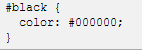 #black {
  color: #000000;
}